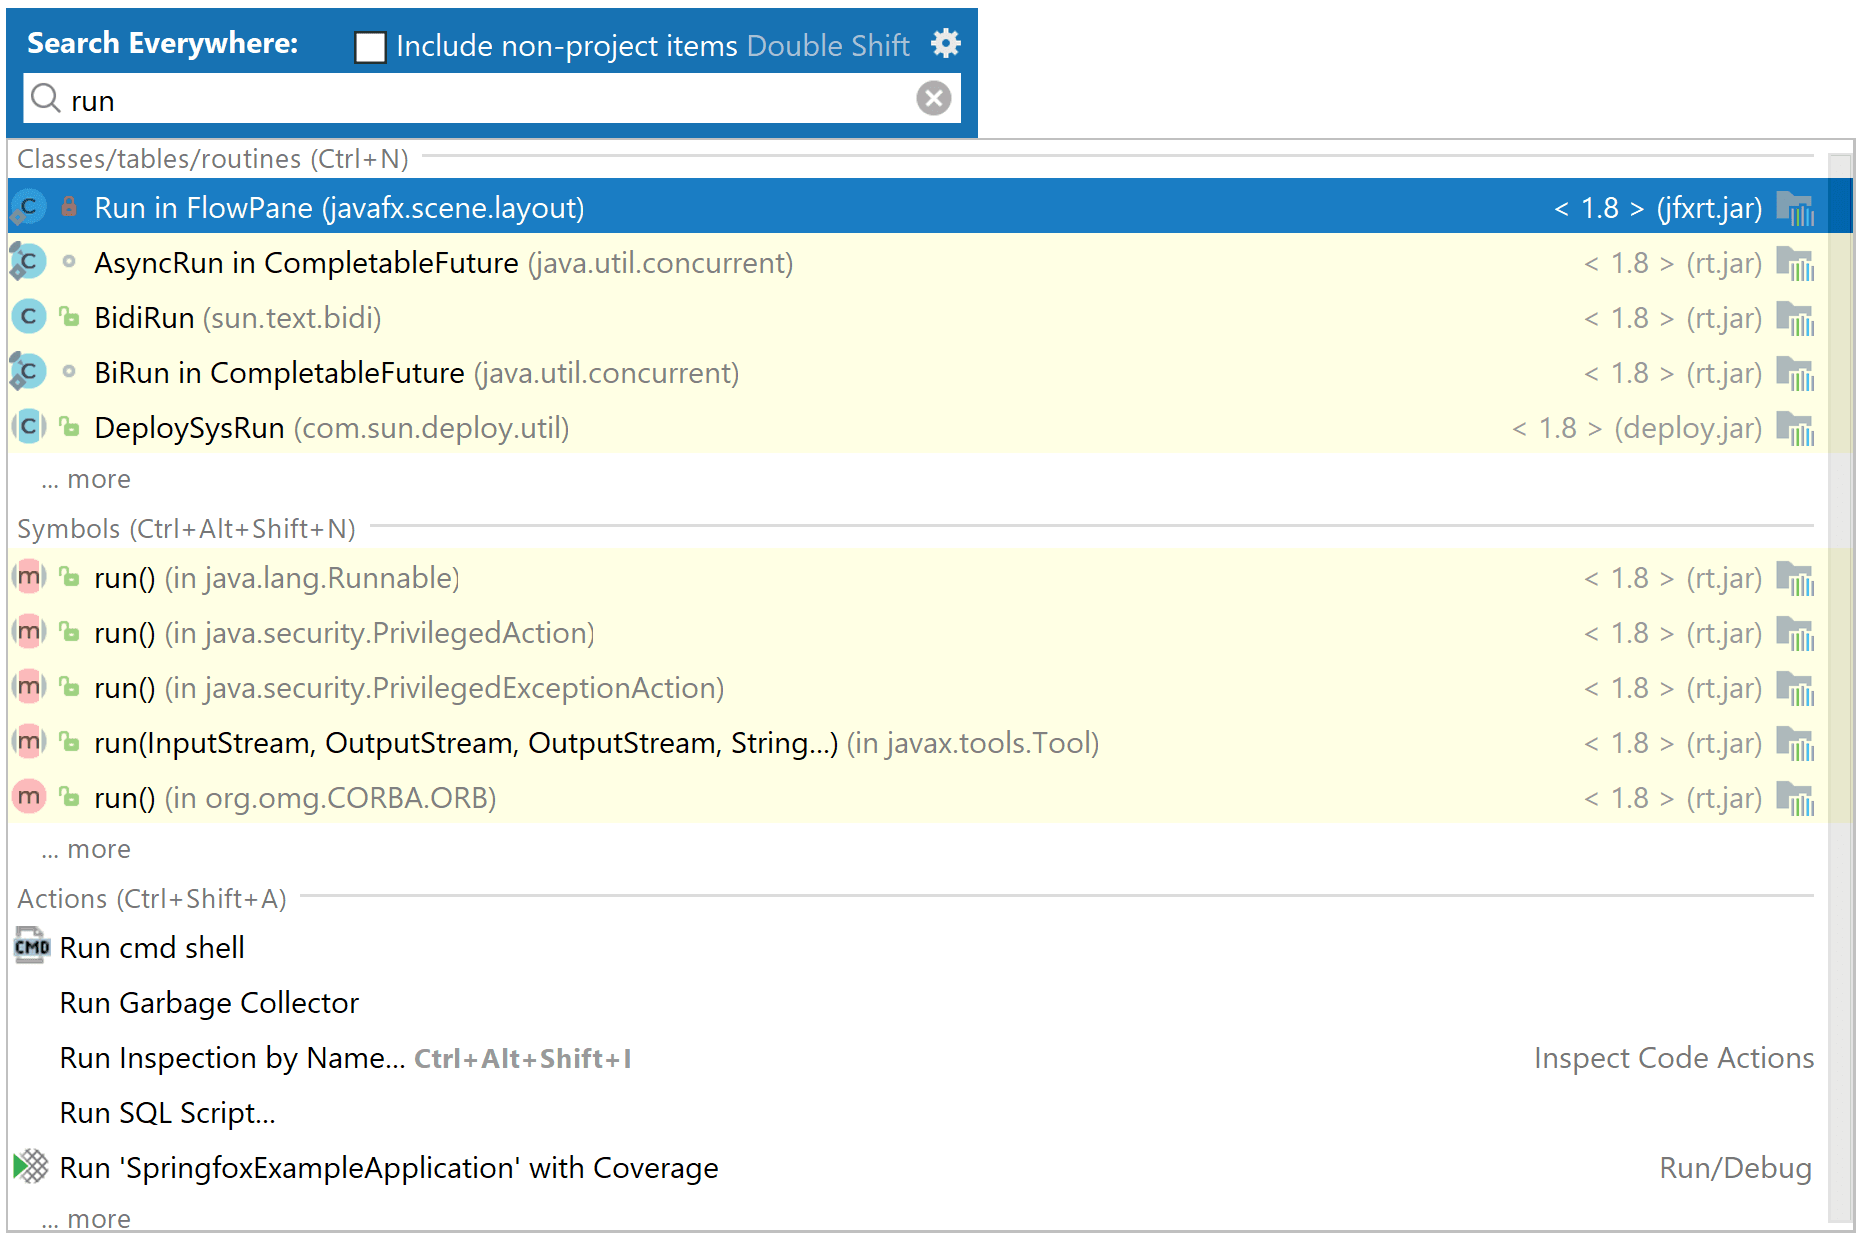 Search Everywhere: Include non-project items Double Shift
run
Classes/tables/routines (Ctrl+N)
C Run in FlowPane (javafx.scene.layout) < 1.8 > (jfxrt.jar)
C AsyncRun in CompletableFuture (java.util.concurrent) < 1.8 > (rt.jar)
C BidiRun (sun.text.bidi) < 1.8 > (rt.jar)
C BiRun in CompletableFuture (java.util.concurrent) < 1.8 > (rt.jar)
C DeploySysRun (com.sun.deploy.util) < 1.8 > (deploy.jar)
... more
Symbols (Ctrl+Alt+Shift+N)
m run() (in java.lang.Runnable) < 1.8 > (rt.jar)
m run() (in java.security.PrivilegedAction) < 1.8 > (rt.jar)
m run() (in java.security.PrivilegedExceptionAction) < 1.8 > (rt.jar)
m run(InputStream, OutputStream, OutputStream, String...) (in javax.tools.Tool) < 1.8 > (rt.jar)
m run() (in org.omg.CORBA.ORB) < 1.8 > (rt.jar)
... more
Actions (Ctrl+Shift+A)
CMD Run cmd shell
Run Garbage Collector
Run Inspection by Name... Ctrl+Alt+Shift+I Inspect Code Actions
Run SQL Script...
Run 'SpringfoxExampleApplication' with Coverage Run/Debug
... more